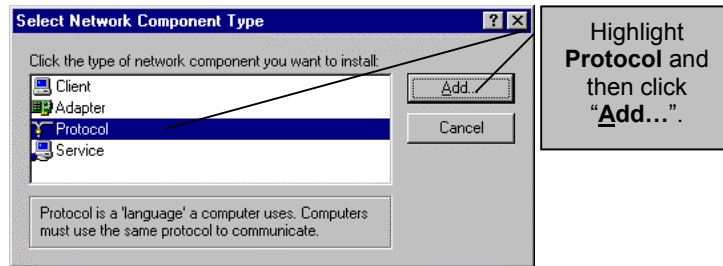 Select Network Component Type
Click the type of network component you want to install:
Client
Adapter
Protocol
Service
Add...
Cancel
Protocol is a 'language' a computer uses. Computers
must use the same protocol to communicate.
Highlight
Protocol and
then click
“Add…”.